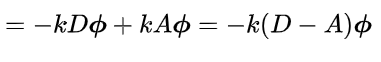 = −kDϕ + kAϕ = −k(D − A)ϕ